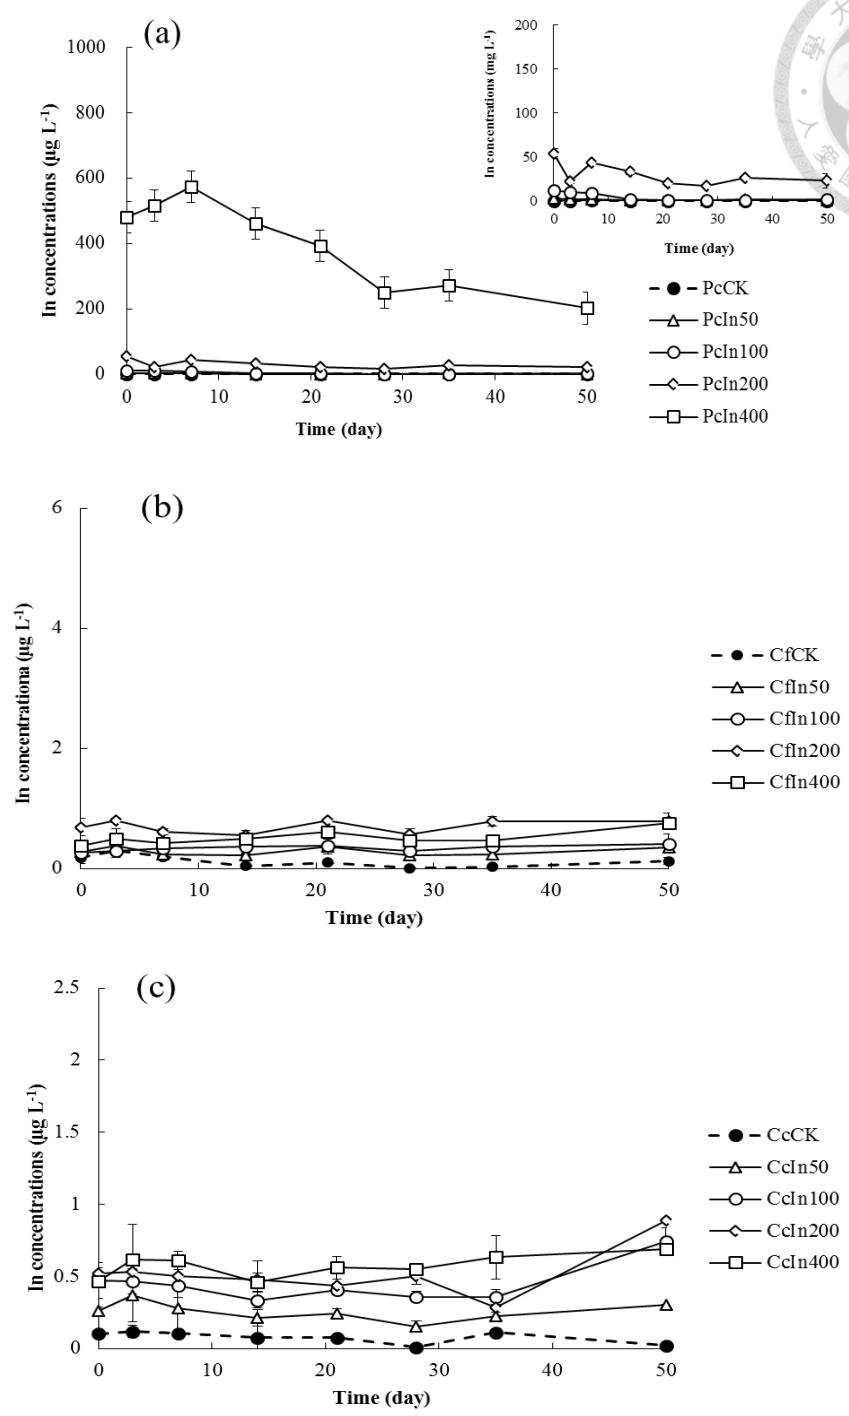 (a)
1000
800
600
400
200
0
In concentrations (µg L-1)
0 10 20 30 40 50
Time (day)
200
150
100
50
0
In concentrations (mg L-1)
0 10 20 30 40 50
Time (day)
PcCK
PcIn50
PcIn100
PcIn200
PcIn400
(b)
6
4
2
0
In concentrationa (µg L-1)
0 10 20 30 40 50
Time (day)
CfCK
CfIn50
CfIn100
CfIn200
CfIn400
(c)
2.5
2
1.5
1
0.5
0
In concentrations (µg L-1)
0 10 20 30 40 50
Time (day)
CcCK
CcIn50
CcIn100
CcIn200
CcIn400
大
學
人